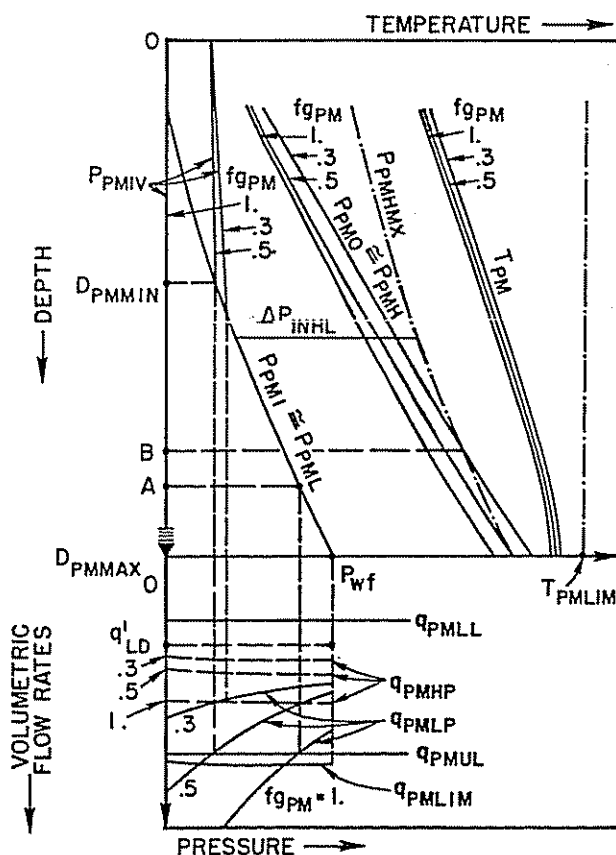 TEMPERATURE
0
fgPM
1.
.3
.5
fgPM
1.
.3
.5
PPMIV
fgPM
1.
.3
.5
PPMHMX
PPMO ≅ PPMH
TPM
DPMMIN
DEPTH
ΔPINHL
PPMI ≅ PPML
B
A
DPMMAX
0
Pwf
TPMLIM
qPMLL
q'LD
.3
.5
1.
qPMHP
.3
qPMLP
qPMUL
.5
fgPM = 1.
qPMLIM
VOLUMETRIC
FLOW RATES
PRESSURE